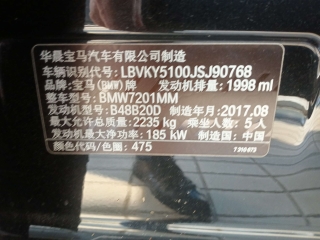 华晨宝马汽车有限公司制造
车辆识别代号: LBVKY5100JSJ90768
品牌: 宝马(BMW)牌 发动机排量: 1998 ml
整车型号: BMW7201MM
发动机型号: B48B20D 制造年月: 2017.08
最大允许总质量: 2235 kg 乘坐人数: 5人
发动机最大净功率: 185 kW 制造国: 中国
颜色代码/色圈: 475